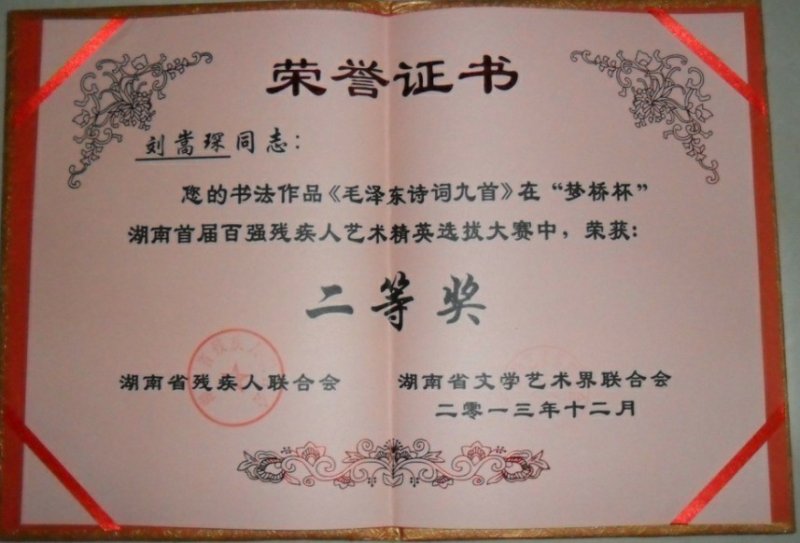 荣誉证书
刘嵩琛同志：
您的书法作品《毛泽东诗词九首》在“梦桥杯”
湖南首届百强残疾人艺术精英选拔大赛中，荣获：
二等奖
湖南省残疾人联合会 湖南省文学艺术界联合会
二零一三年十二月